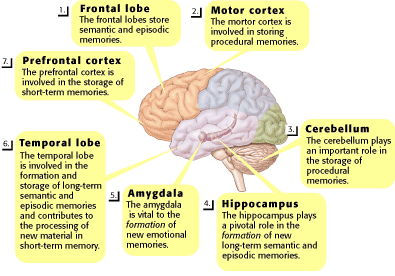 1. Frontal lobe
The frontal lobes store
semantic and episodic
memories.
2. Motor cortex
The mortor cortex is
involved in storing
procedural memories.
7. Prefrontal cortex
The prefrontal cortex is
involved in the storage of
short-term memories.
3. Cerebellum
The cerebellum plays
an important role in
the storage of
procedural
memories.
6. Temporal lobe
The temporal lobe
is involved in the
formation and
storage of long-term
semantic and
episodic memories
and contributes to
the processing of
new material in
short-term memory.
5. Amygdala
The amygdala
is vital to the
formation of
new emotional
memories.
4. Hippocampus
The hippocampus plays
a pivotal role in the
formation of new
long-term semantic and
episodic memories.